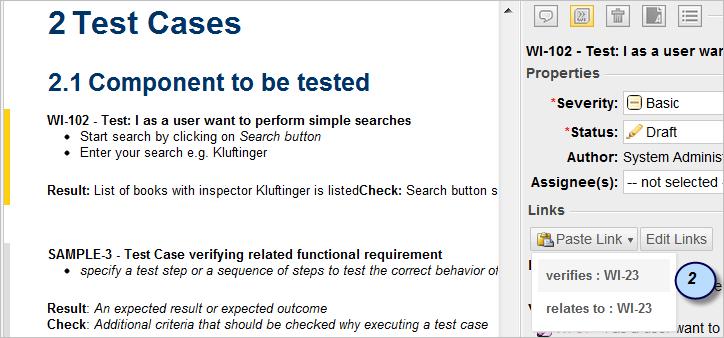 2 Test Cases
2.1 Component to be tested
WI-102 - Test: I as a user want to perform simple searches
Start search by clicking on Search button
Enter your search e.g. Kluftinger
Result: List of books with inspector Kluftinger is listedCheck: Search button s
SAMPLE-3 - Test Case verifying related functional requirement
specify a test step or a sequence of steps to test the correct behavior of
Result: An expected result or expected outcome
Check: Additional criteria that should be checked why executing a test case
WI-102 - Test: I as a user war
Properties
*Severity: Basic
*Status: Draft
Author: System Adminis
Assignee(s): -- not selected -
Links
Paste Link Edit Links
verifies : WI-23
2
relates to : WI-23